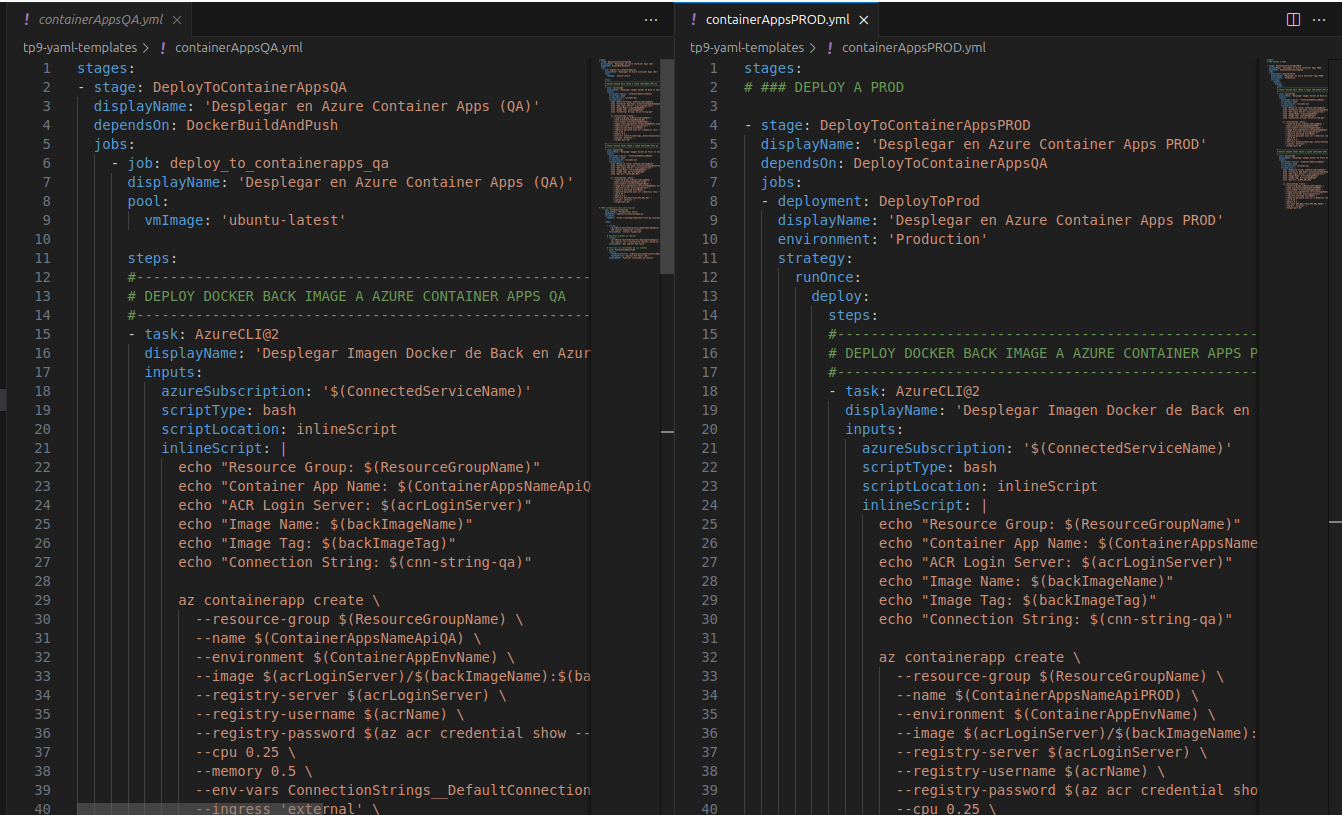 containerAppsQA.yml
tp9-yaml-templates > containerAppsQA.yml
1 stages:
2 - stage: DeployToContainerAppsQA
3 displayName: 'Desplegar en Azure Container Apps (QA)'
4 dependsOn: DockerBuildAndPush
5 jobs:
6 - job: deploy_to_containerapps_qa
7 displayName: 'Desplegar en Azure Container Apps (QA)'
8 pool:
9 vmImage: 'ubuntu-latest'
10
11 steps:
12 #------------------------------------------------------
13 # DEPLOY DOCKER BACK IMAGE A AZURE CONTAINER APPS QA
14 #------------------------------------------------------
15 - task: AzureCLI@2
16 displayName: 'Desplegar Imagen Docker de Back en Azur
17 inputs:
18 azureSubscription: '$(ConnectedServiceName)'
19 scriptType: bash
20 scriptLocation: inlineScript
21 inlineScript: |
22 echo "Resource Group: $(ResourceGroupName)"
23 echo "Container App Name: $(ContainerAppsNameApiQ
24 echo "ACR Login Server: $(acrLoginServer)"
25 echo "Image Name: $(backImageName)"
26 echo "Image Tag: $(backImageTag)"
27 echo "Connection String: $(cnn-string-qa)"
28
29 az containerapp create \
30 --resource-group $(ResourceGroupName) \
31 --name $(ContainerAppsNameApiQA) \
32 --environment $(ContainerAppEnvName) \
33 --image $(acrLoginServer)/$(backImageName):$(ba
34 --registry-server $(acrLoginServer) \
35 --registry-username $(acrName) \
36 --registry-password $(az acr credential show --
37 --cpu 0.25 \
38 --memory 0.5 \
39 --env-vars ConnectionStrings__DefaultConnection
40 --ingress 'external' \
containerAppsPROD.yml
tp9-yaml-templates > containerAppsPROD.yml
1 stages:
2 # ### DEPLOY A PROD
3
4 - stage: DeployToContainerAppsPROD
5 displayName: 'Desplegar en Azure Container Apps PROD'
6 dependsOn: DeployToContainerAppsQA
7 jobs:
8 - deployment: DeployToProd
9 displayName: 'Desplegar en Azure Container Apps PROD'
10 environment: 'Production'
11 strategy:
12 runOnce:
13 deploy:
14 steps:
15 #--------------------------------------------------
16 # DEPLOY DOCKER BACK IMAGE A AZURE CONTAINER APPS P
17 #--------------------------------------------------
18 - task: AzureCLI@2
19 displayName: 'Desplegar Imagen Docker de Back en
20 inputs:
21 azureSubscription: '$(ConnectedServiceName)'
22 scriptType: bash
23 scriptLocation: inlineScript
24 inlineScript: |
25 echo "Resource Group: $(ResourceGroupName)"
26 echo "Container App Name: $(ContainerAppsName
27 echo "ACR Login Server: $(acrLoginServer)"
28 echo "Image Name: $(backImageName)"
29 echo "Image Tag: $(backImageTag)"
30 echo "Connection String: $(cnn-string-qa)"
31
32 az containerapp create \
33 --resource-group $(ResourceGroupName) \
34 --name $(ContainerAppsNameApiPROD) \
35 --environment $(ContainerAppEnvName) \
36 --image $(acrLoginServer)/$(backImageName):
37 --registry-server $(acrLoginServer) \
38 --registry-username $(acrName) \
39 --registry-password $(az acr credential sho
40 --cpu 0.25 \